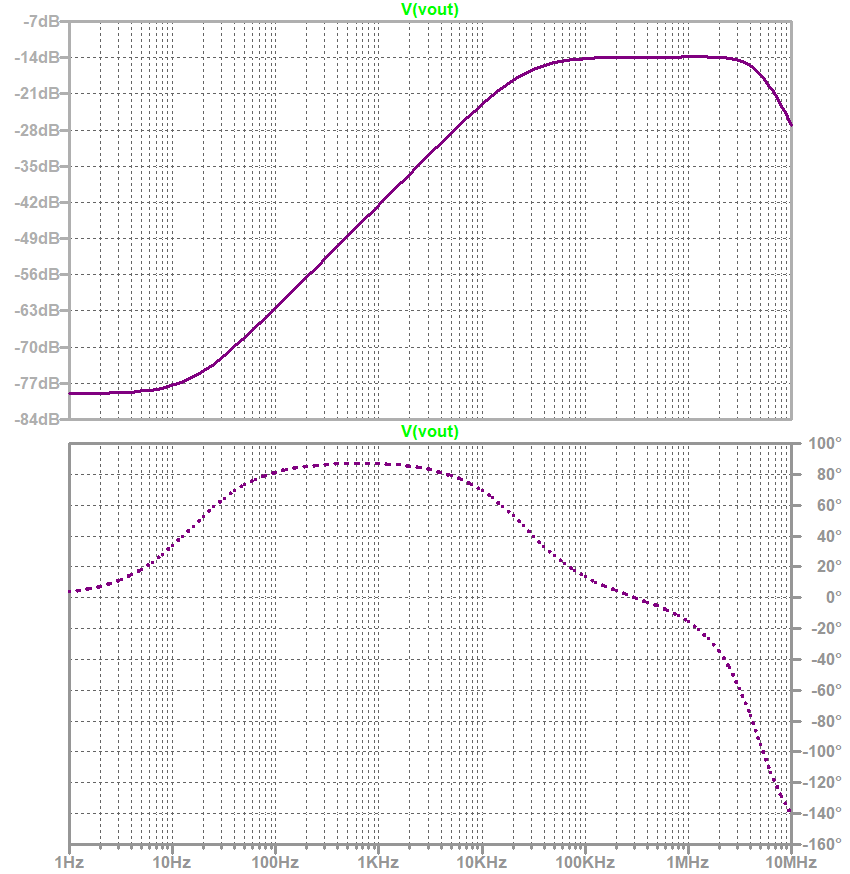 V(vout)
-7dB
-14dB
-21dB
-28dB
-35dB
-42dB
-49dB
-56dB
-63dB
-70dB
-77dB
-84dB
V(vout)
100°
80°
60°
40°
20°
0°
-20°
-40°
-60°
-80°
-100°
-120°
-140°
-160°
1Hz 10Hz 100Hz 1KHz 10KHz 100KHz 1MHz 10MHz